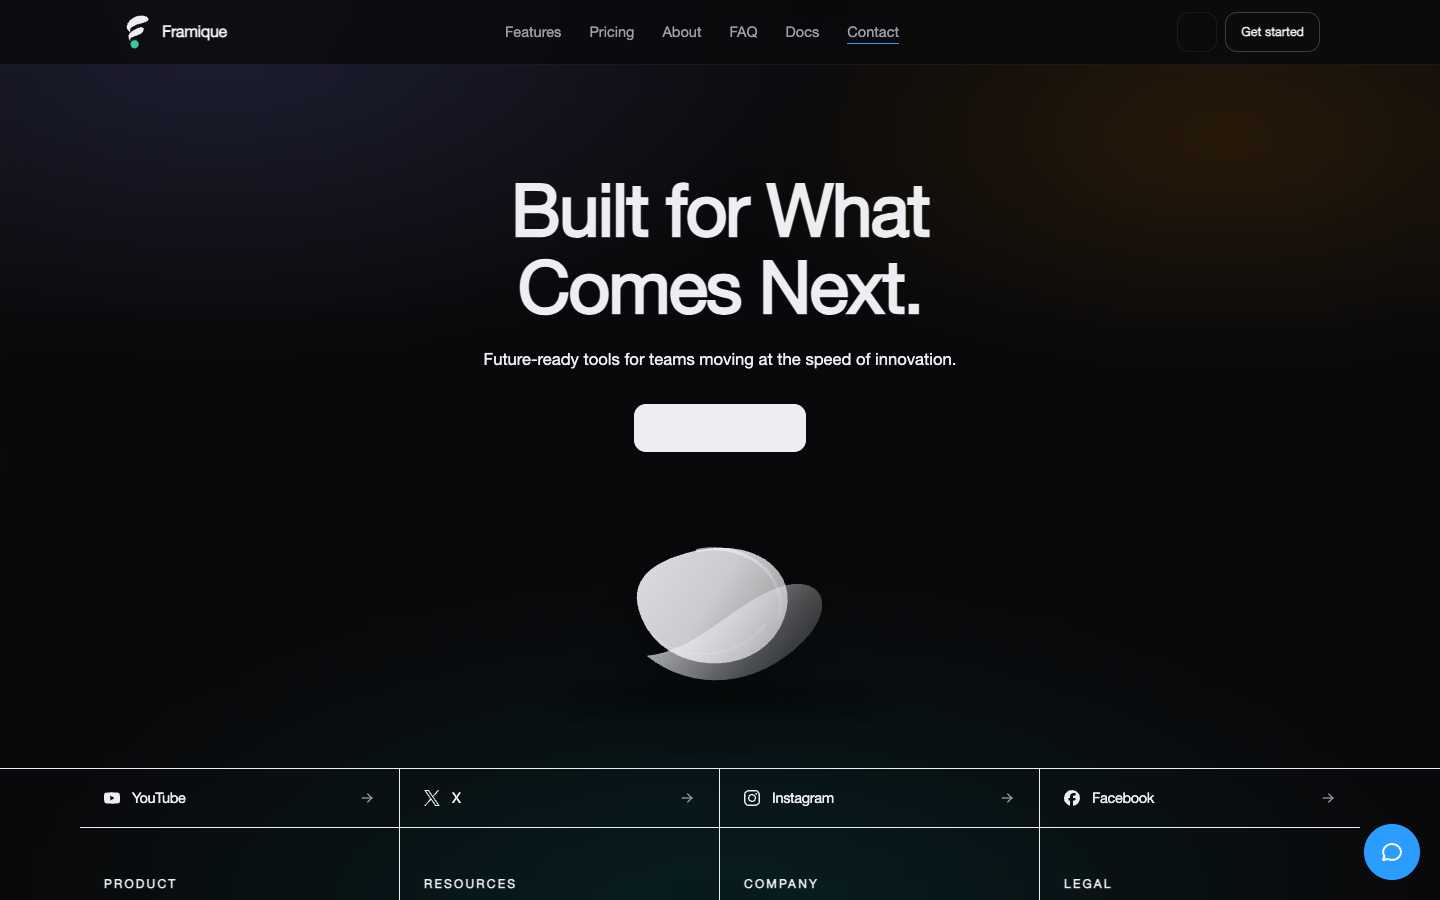 Framique
Features
Pricing
About
FAQ
Docs
Contact
Get started
Built for What
Comes Next.
Future-ready tools for teams moving at the speed of innovation.
YouTube
X
Instagram
Facebook
PRODUCT
RESOURCES
COMPANY
LEGAL